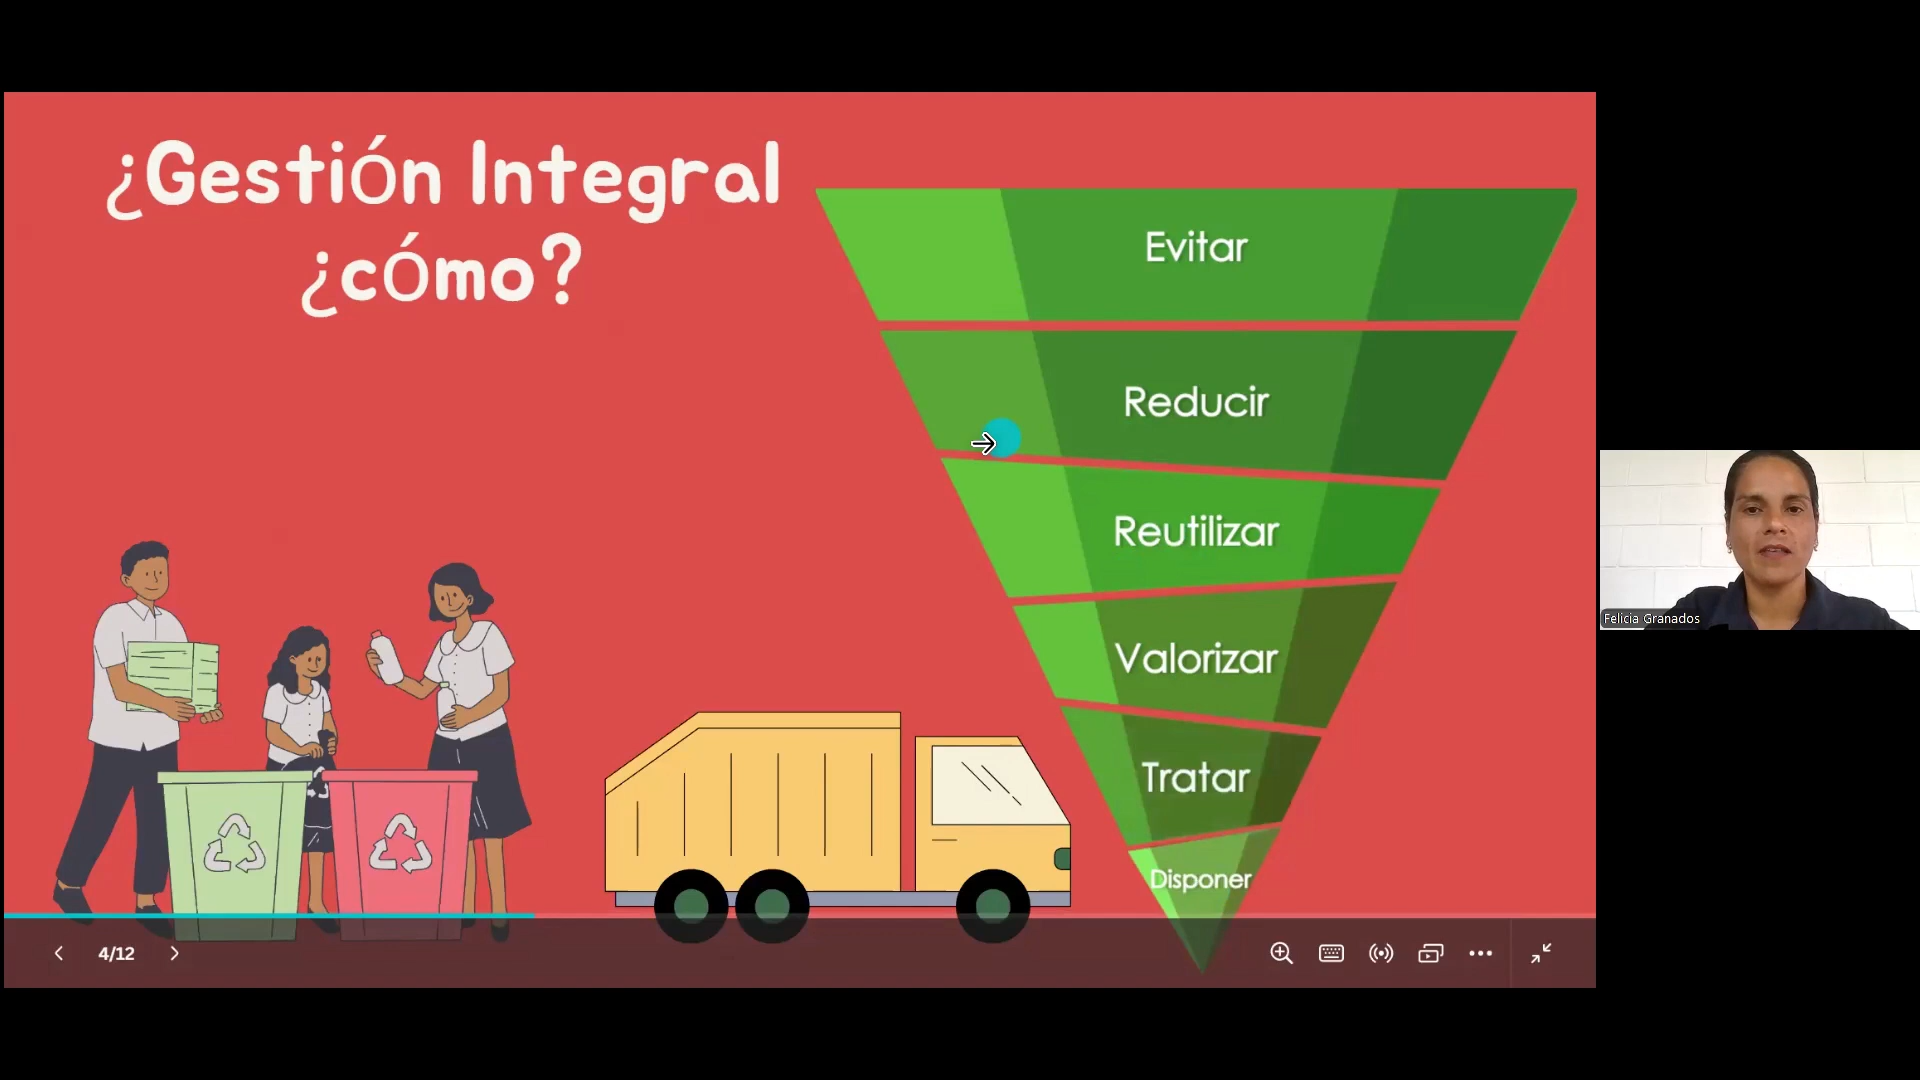 ¿Gestión Integral
¿cómo?
Evitar
Reducir
Reutilizar
Valorizar
Tratar
Disponer
4/12
Felicia Granados